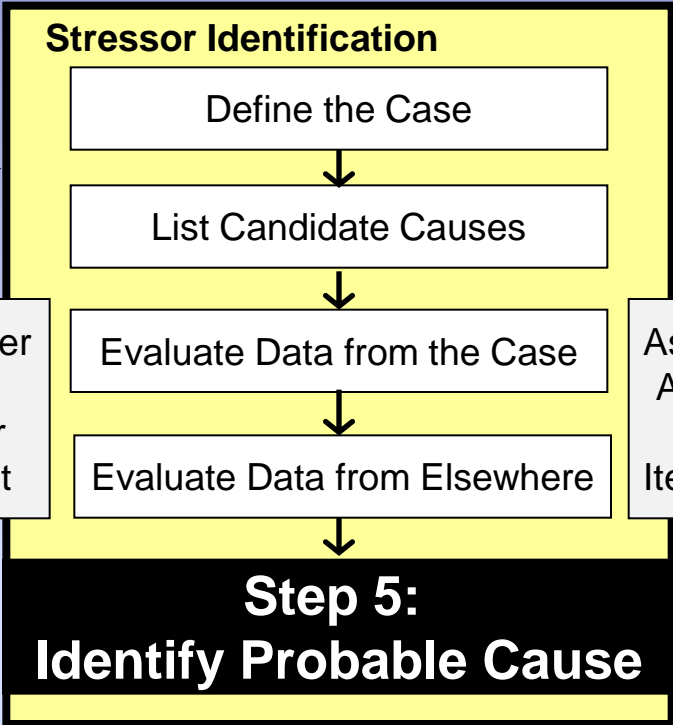 Stressor Identification
Define the Case
List Candidate Causes
Evaluate Data from the Case
Evaluate Data from Elsewhere
Step 5:
Identify Probable Cause